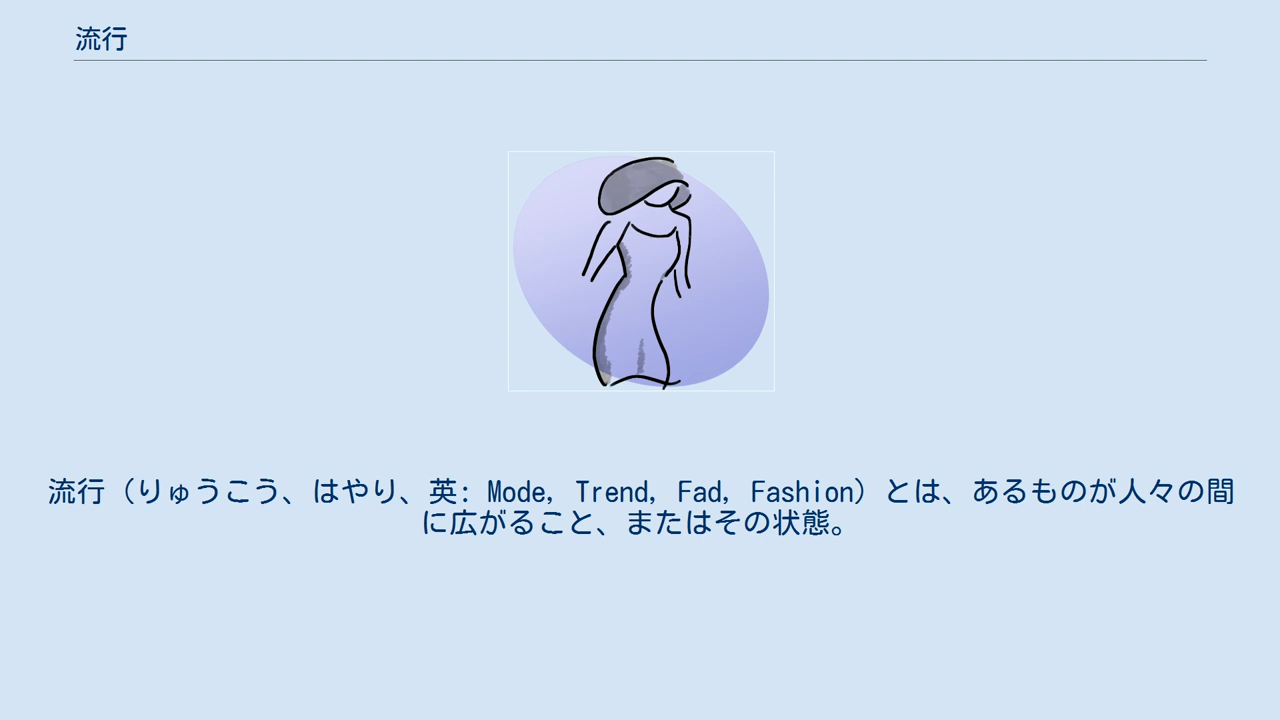 流行
流行（りゅうこう、はやり、英: Mode, Trend, Fad, Fashion）とは、あるものが人々の間
に広がること、またはその状態。